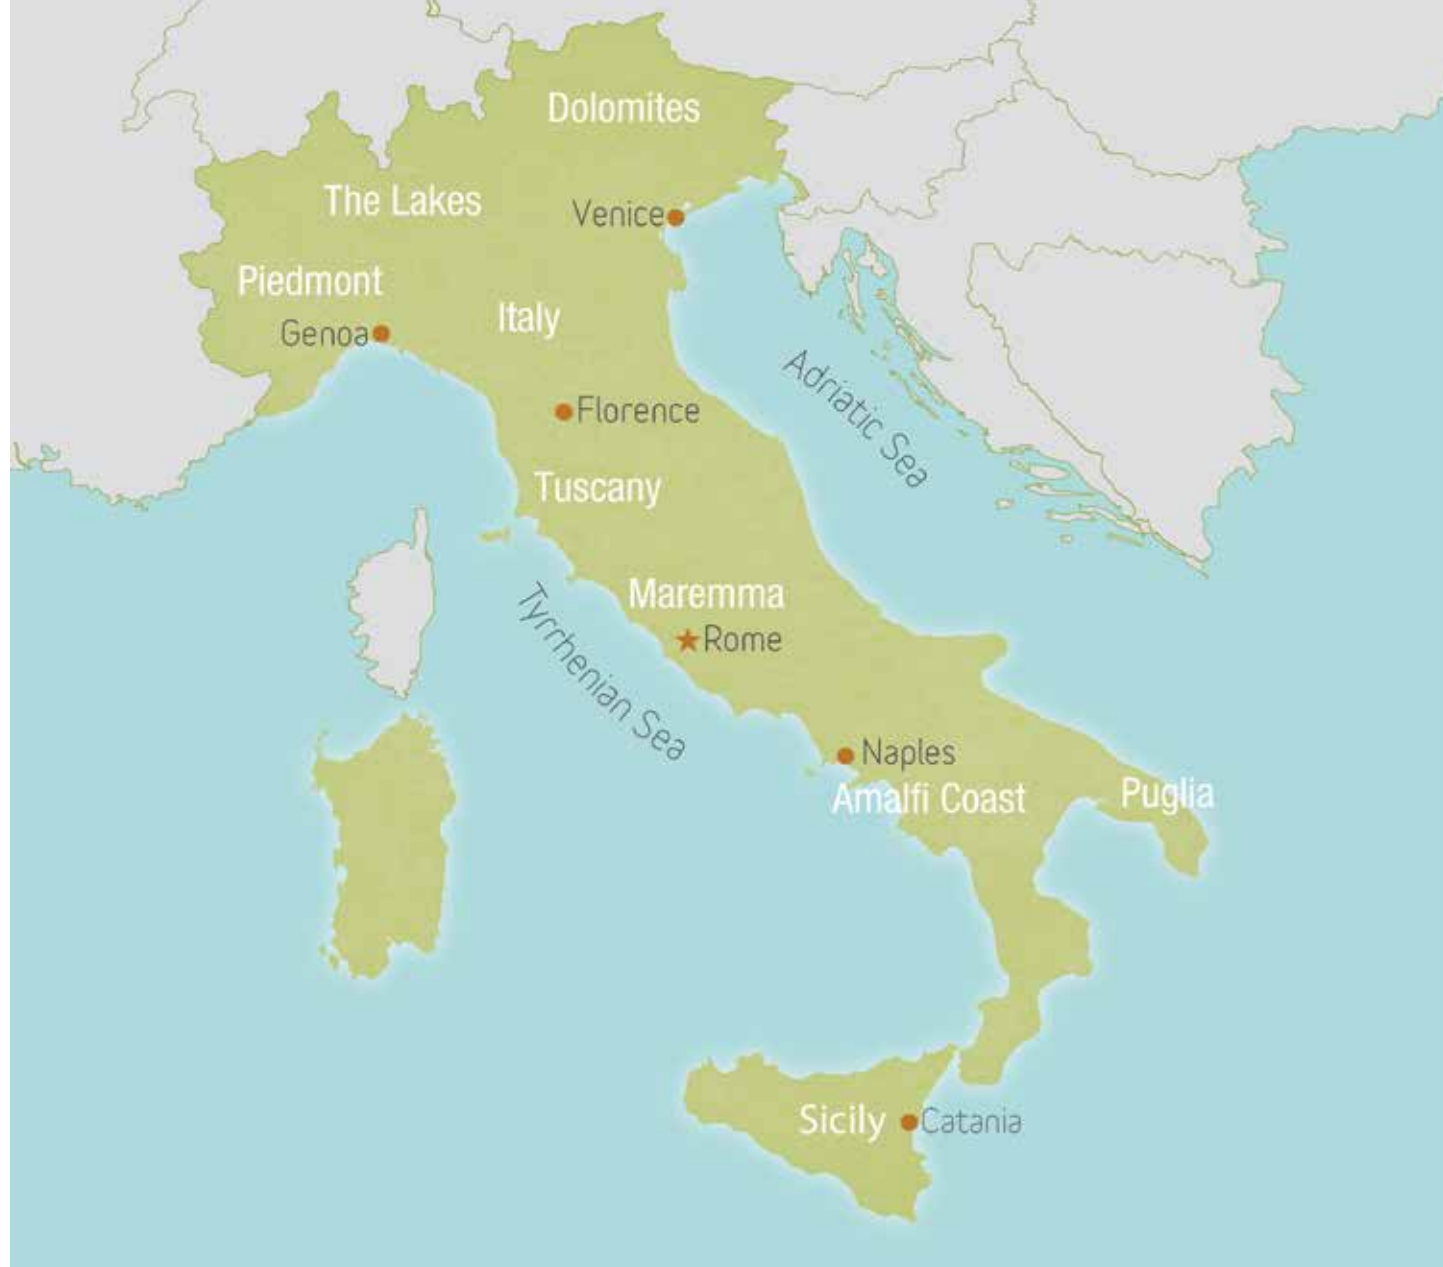 Dolomites
The Lakes
Venice
Piedmont
Italy
Genoa
Adriatic Sea
Florence
Tuscany
Maremma
Tyrrhenian Sea
Rome
Naples
Amalfi Coast
Puglia
Sicily
Catania